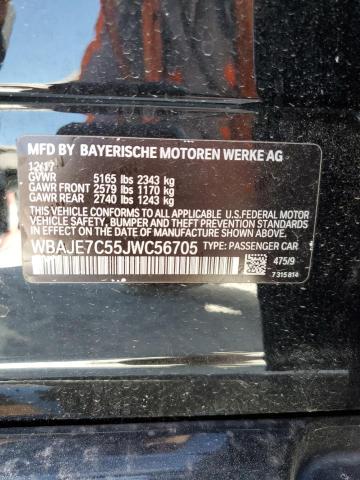 MFD BY BAYERISCHE MOTOREN WERKE AG
12/17
GVWR 5165 lbs 2343 kg
GAWR FRONT 2579 lbs 1170 kg
GAWR REAR 2740 lbs 1243 kg
THIS VEHICLE CONFORMS TO ALL APPLICABLE U.S.FEDERAL MOTOR
VEHICLE SAFETY, BUMPER AND THEFT PREVENTION STANDARDS
IN EFFECT ON THE DATE OF MANUFACTURE SHOWN ABOVE.
WBAJE7C55JWC56705 TYPE: PASSENGER CAR
475/9
7 315 814